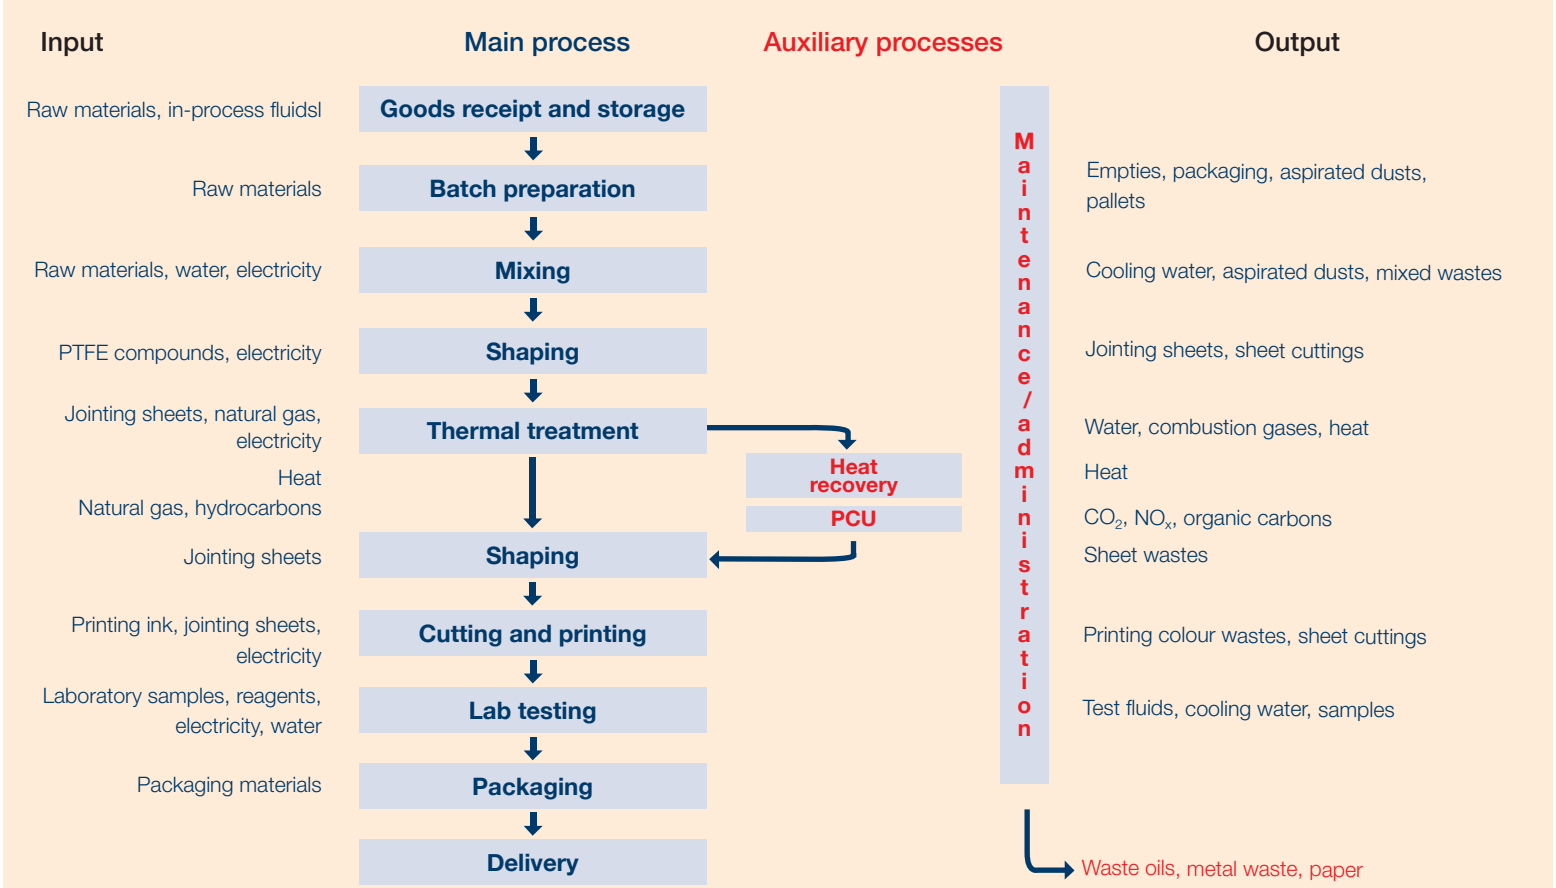 Input
Main process
Auxiliary processes
Output
Raw materials, in-process fluidsl
Goods receipt and storage
Raw materials
Batch preparation
Empties, packaging, aspirated dusts,
pallets
Raw materials, water, electricity
Mixing
Cooling water, aspirated dusts, mixed wastes
PTFE compounds, electricity
Shaping
Jointing sheets, sheet cuttings
Jointing sheets, natural gas,
electricity
Thermal treatment
Water, combustion gases, heat
Heat
Heat
recovery
Heat
Natural gas, hydrocarbons
PCU
CO₂, NOₓ, organic carbons
Jointing sheets
Shaping
Sheet wastes
Printing ink, jointing sheets,
electricity
Cutting and printing
Printing colour wastes, sheet cuttings
Laboratory samples, reagents,
electricity, water
Lab testing
Test fluids, cooling water, samples
Packaging materials
Packaging
Delivery
Maintenance/administration
Waste oils, metal waste, paper